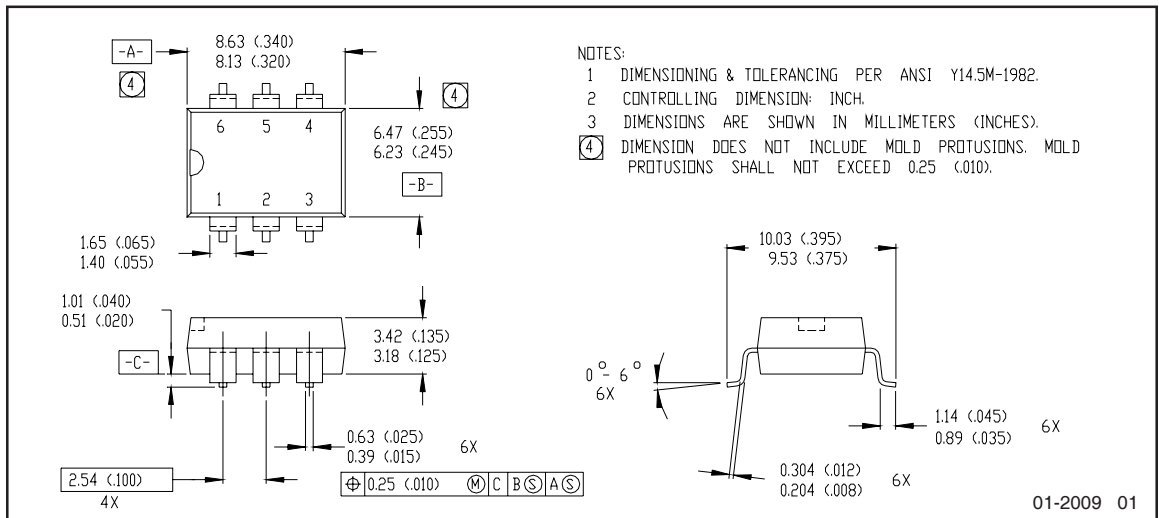 -A-
8.63 (.340)
8.13 (.320)
4
4
6 5 4
1 2 3
6.47 (.255)
6.23 (.245)
-B-
1.65 (.065)
1.40 (.055)
NOTES:
1 DIMENSIONING & TOLERANCING PER ANSI Y14.5M-1982.
2 CONTROLLING DIMENSION: INCH.
3 DIMENSIONS ARE SHOWN IN MILLIMETERS (INCHES).
4 DIMENSION DOES NOT INCLUDE MOLD PROTUSIONS. MOLD
PROTUSIONS SHALL NOT EXCEED 0.25 (.010).
1.01 (.040)
0.51 (.020)
-C-
3.42 (.135)
3.18 (.125)
0.63 (.025)
0.39 (.015)
6X
2.54 (.100)
4X
⌖ 0.25 (.010) Ⓜ C B Ⓢ A Ⓢ
10.03 (.395)
9.53 (.375)
0° - 6°
6X
1.14 (.045)
0.89 (.035)
6X
0.304 (.012)
0.204 (.008)
6X
01-2009 01